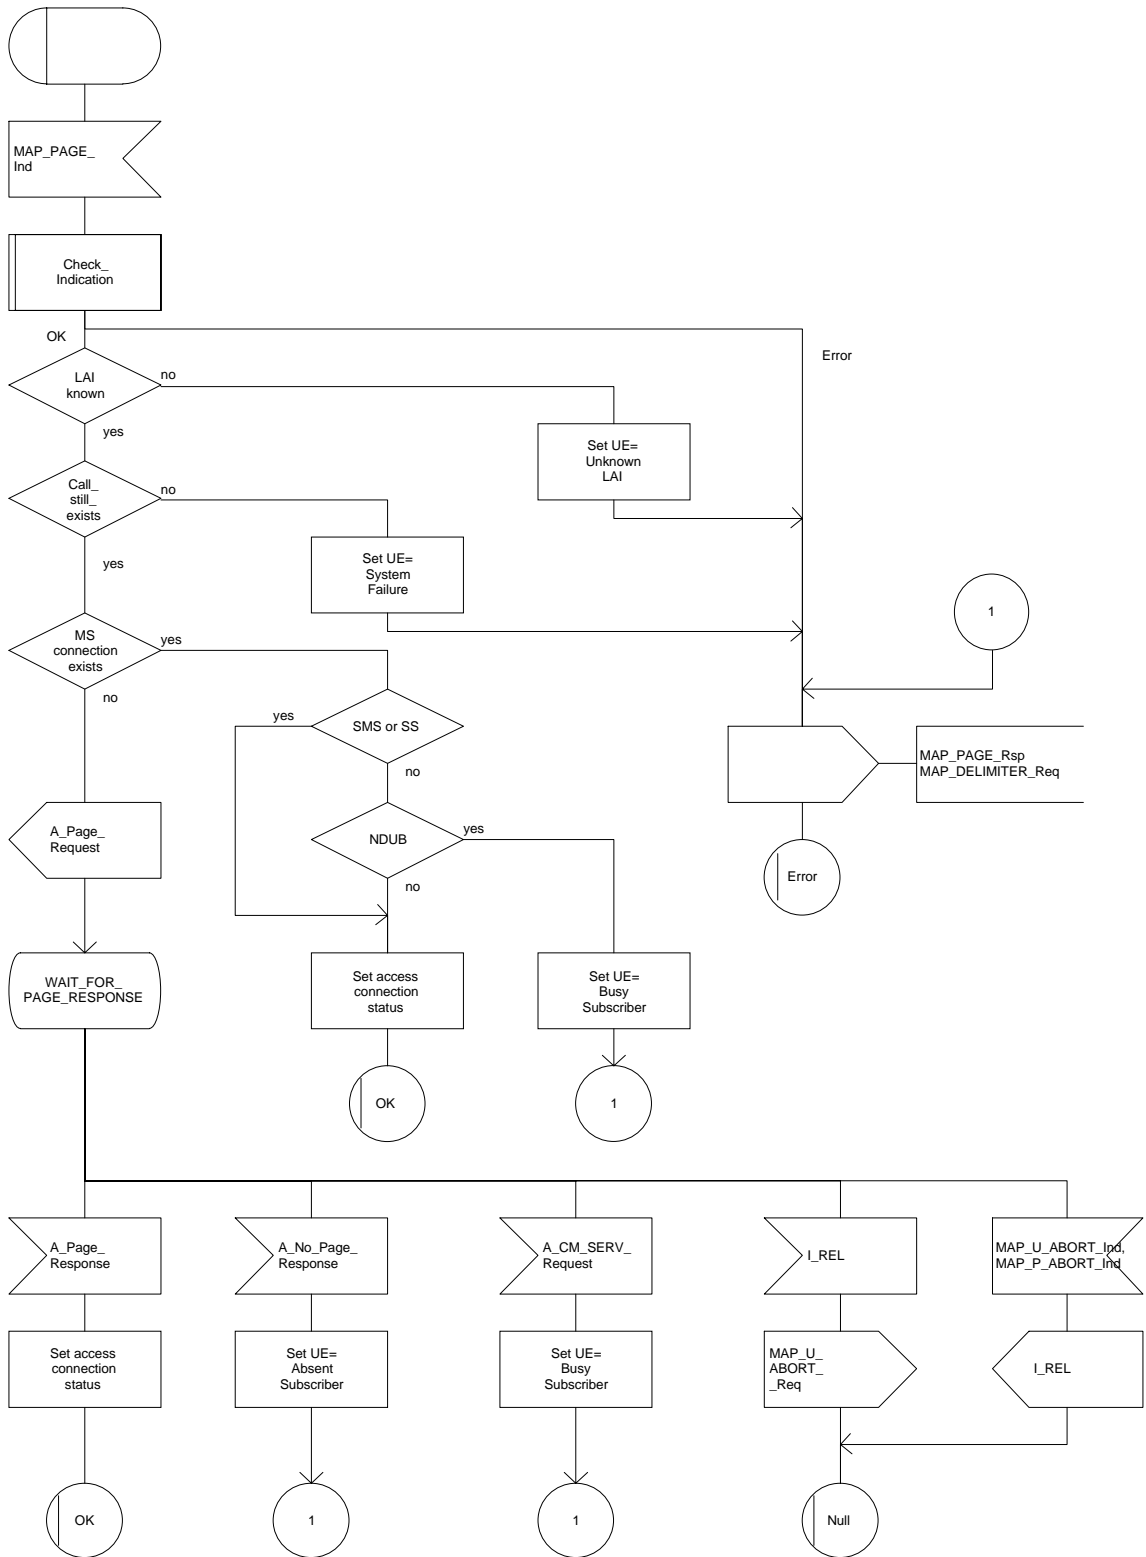 MAP_PAGE_
Ind
Check_
Indication
OK
Error
LAI
known
no
yes
Set UE=
Unknown
LAI
Call_
still_
exists
no
yes
Set UE=
System
Failure
1
MS
connection
exists
yes
no
yes
SMS or SS
no
MAP_PAGE_Rsp
MAP_DELIMITER_Req
A_Page_
Request
NDUB
yes
no
Error
WAIT_FOR_
PAGE_RESPONSE
Set access
connection
status
Set UE=
Busy
Subscriber
OK
1
A_Page_
Response
A_No_Page_
Response
A_CM_SERV_
Request
I_REL
MAP_U_ABORT_Ind,
MAP_P_ABORT_Ind
Set access
connection
status
Set UE=
Absent
Subscriber
Set UE=
Busy
Subscriber
MAP_U_
ABORT_
_Req
I_REL
OK
1
1
Null